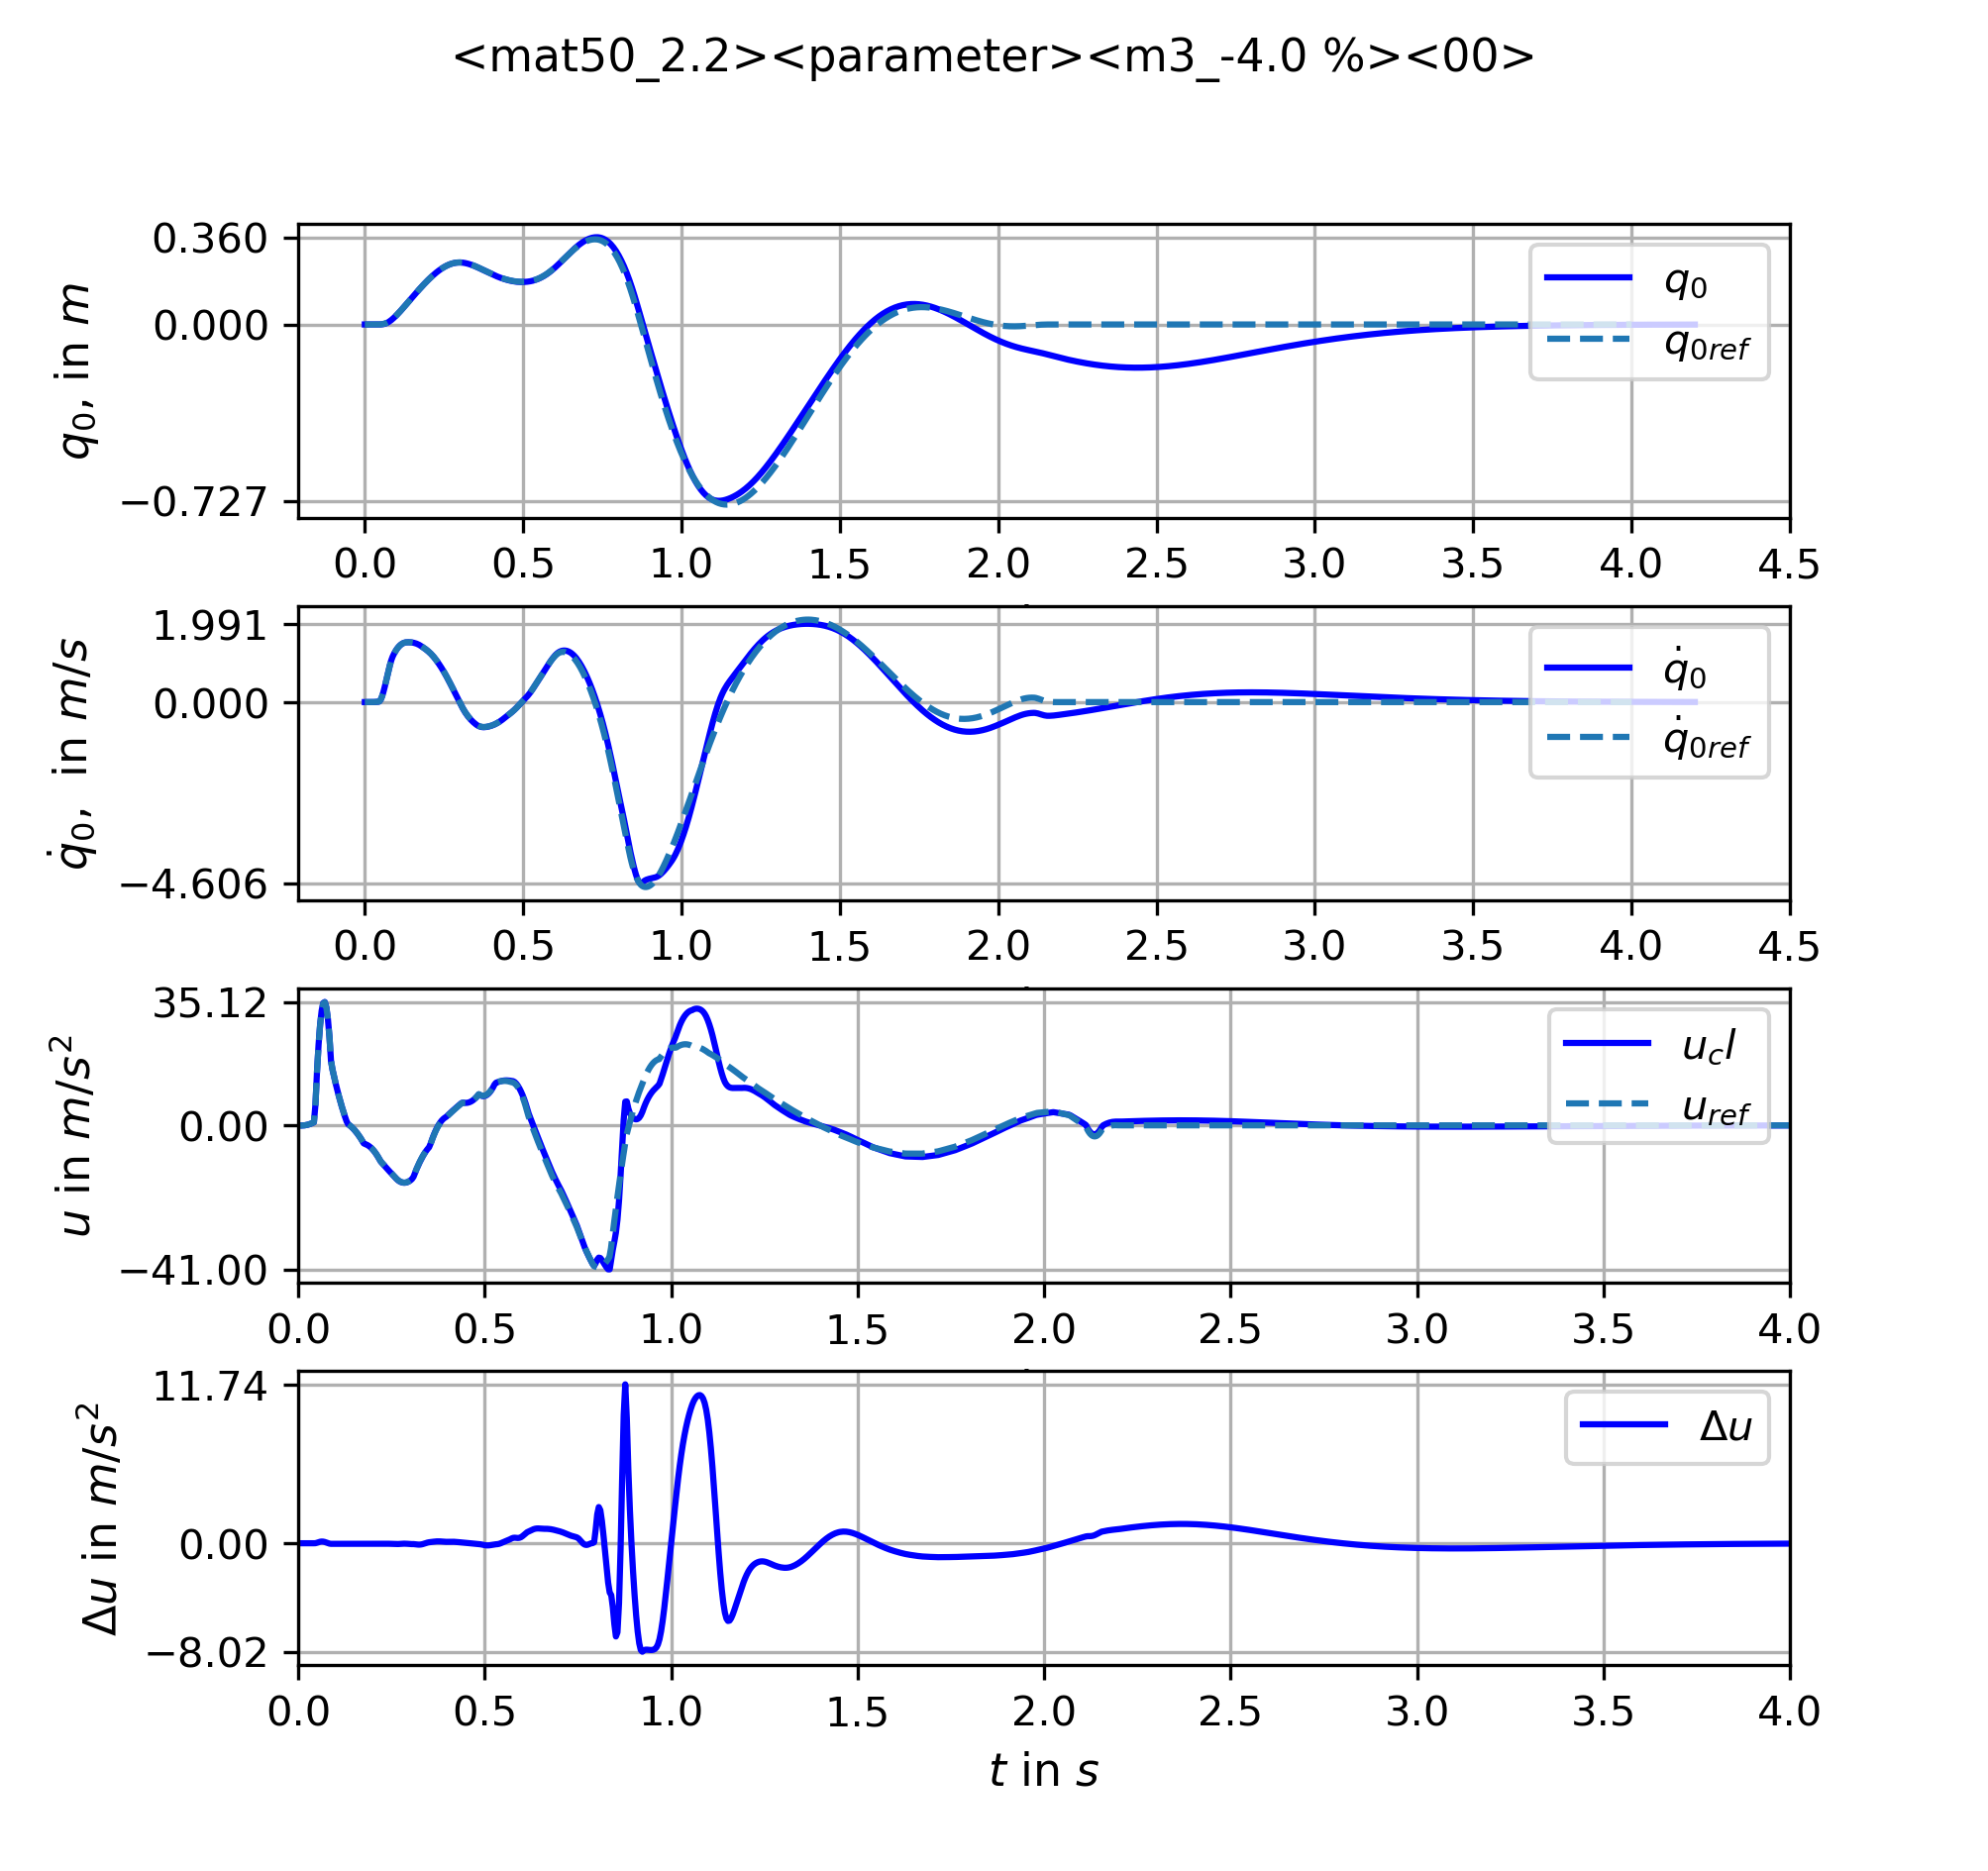 <mat50_2.2><parameter><m3_-4.0 %><00>
q₀, in m
0.360
0.000
−0.727
q₀
q₀ref
0.0 0.5 1.0 1.5 2.0 2.5 3.0 3.5 4.0 4.5
q̇₀, in m/s
1.991
0.000
−4.606
q̇₀
q̇₀ref
0.0 0.5 1.0 1.5 2.0 2.5 3.0 3.5 4.0 4.5
u in m/s²
35.12
0.00
−41.00
u_cl
u_ref
0.0 0.5 1.0 1.5 2.0 2.5 3.0 3.5 4.0
Δu in m/s²
11.74
0.00
−8.02
Δu
0.0 0.5 1.0 1.5 2.0 2.5 3.0 3.5 4.0
t in s